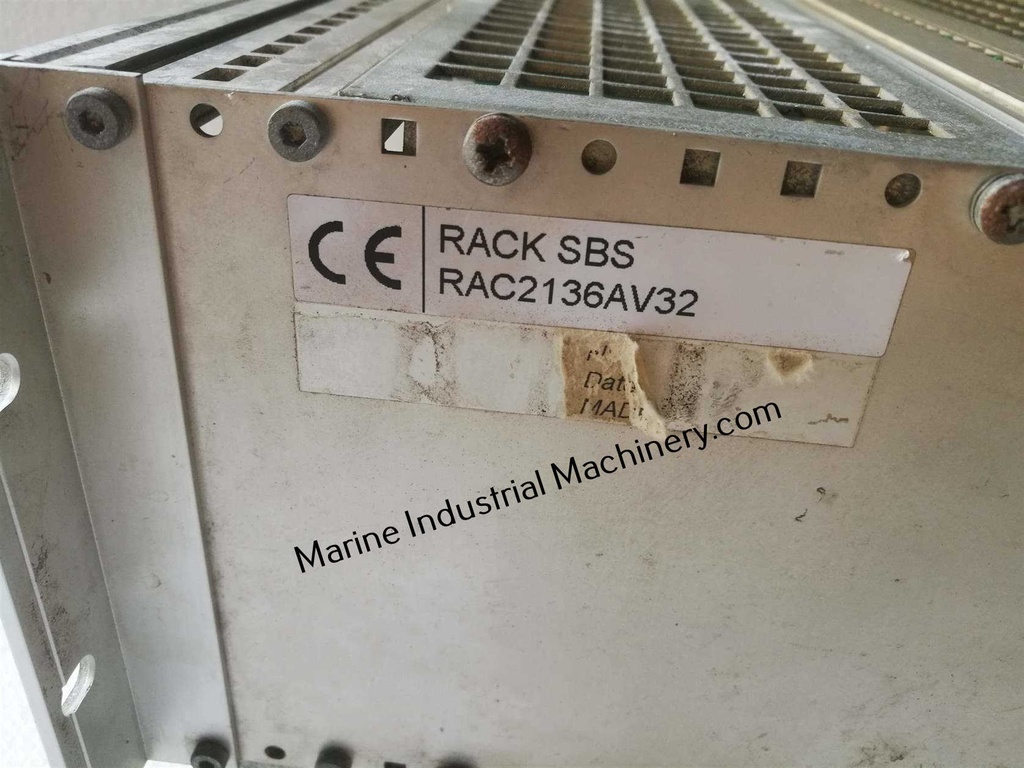 CE
RACK SBS
RAC2136AV32
Marine Industrial Machinery.com